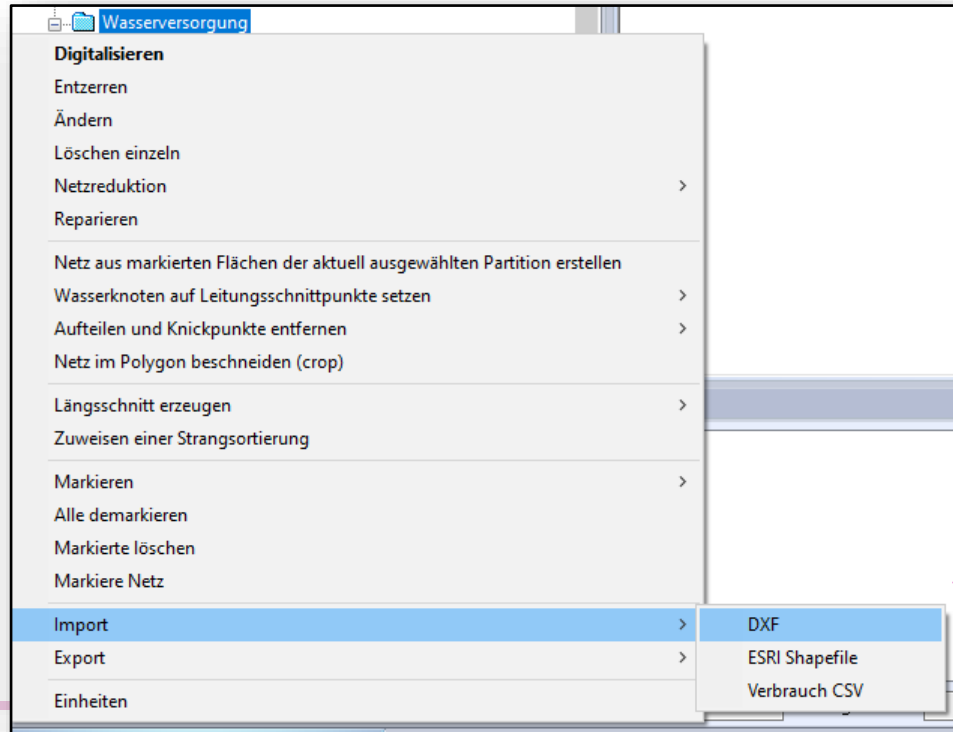 Wasserversorgung
Digitalisieren
Entzerren
Ändern
Löschen einzeln
Netzreduktion
Reparieren
Netz aus markierten Flächen der aktuell ausgewählten Partition erstellen
Wasserknoten auf Leitungsschnittpunkte setzen
Aufteilen und Knickpunkte entfernen
Netz im Polygon beschneiden (crop)
Längsschnitt erzeugen
Zuweisen einer Strangsortierung
Markieren
Alle demarkieren
Markierte löschen
Markiere Netz
Import
Export
Einheiten
DXF
ESRI Shapefile
Verbrauch CSV